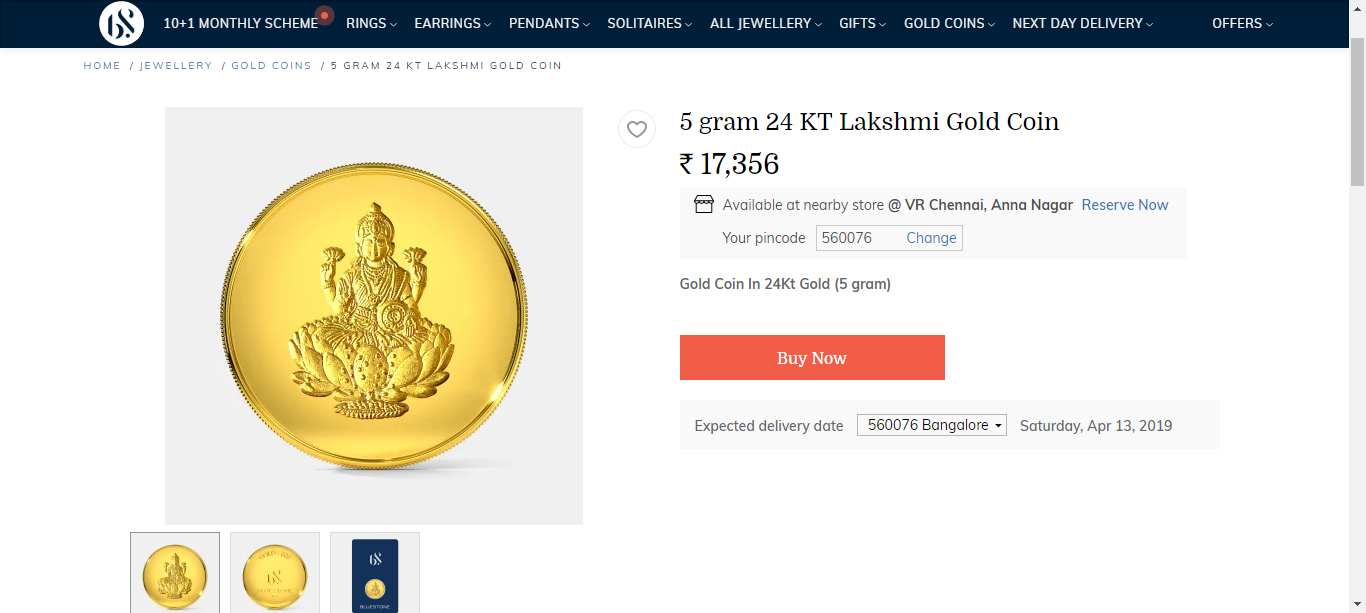 10+1 MONTHLY SCHEME RINGS EARRINGS PENDANTS SOLITAIRES ALL JEWELLERY GIFTS GOLD COINS NEXT DAY DELIVERY OFFERS
HOME / JEWELLERY / GOLD COINS / 5 GRAM 24 KT LAKSHMI GOLD COIN
5 gram 24 KT Lakshmi Gold Coin
₹ 17,356
Available at nearby store @ VR Chennai, Anna Nagar Reserve Now
Your pincode 560076 Change
Gold Coin In 24Kt Gold (5 gram)
Buy Now
Expected delivery date 560076 Bangalore Saturday, Apr 13, 2019
BLUESTONE